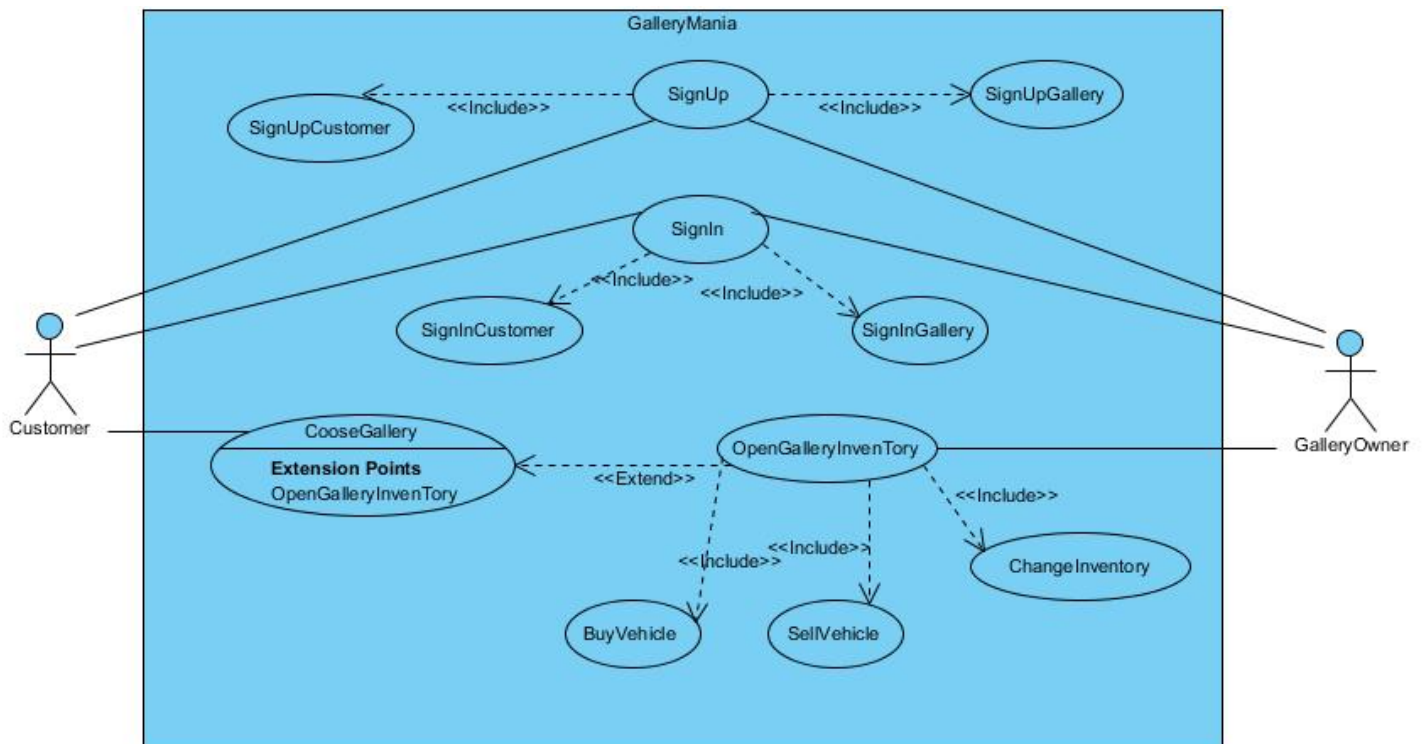 GalleryMania
SignUp
SignUpGallery
<<Include>>
<<Include>>
SignUpCustomer
SignIn
<<Include>>
<<Include>>
SignInCustomer
SignInGallery
Customer
CooseGallery
Extension Points
OpenGalleryInvenTory
OpenGalleryInvenTory
GalleryOwner
<<Extend>>
<<Include>>
<<Include>>
<<Include>>
ChangeInventory
BuyVehicle
SellVehicle